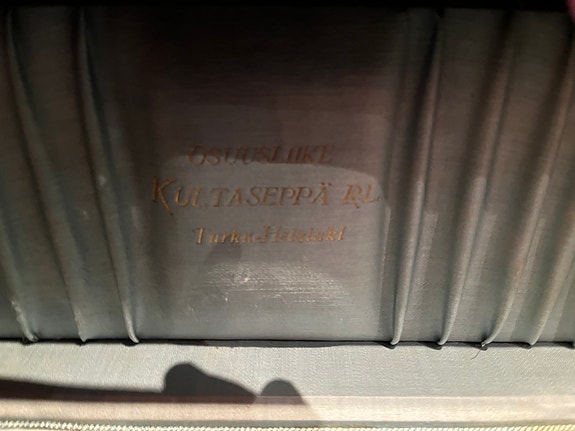 OSUUSLIIKE
KULTASEPPÄ R.L.
Turku-Helsinki